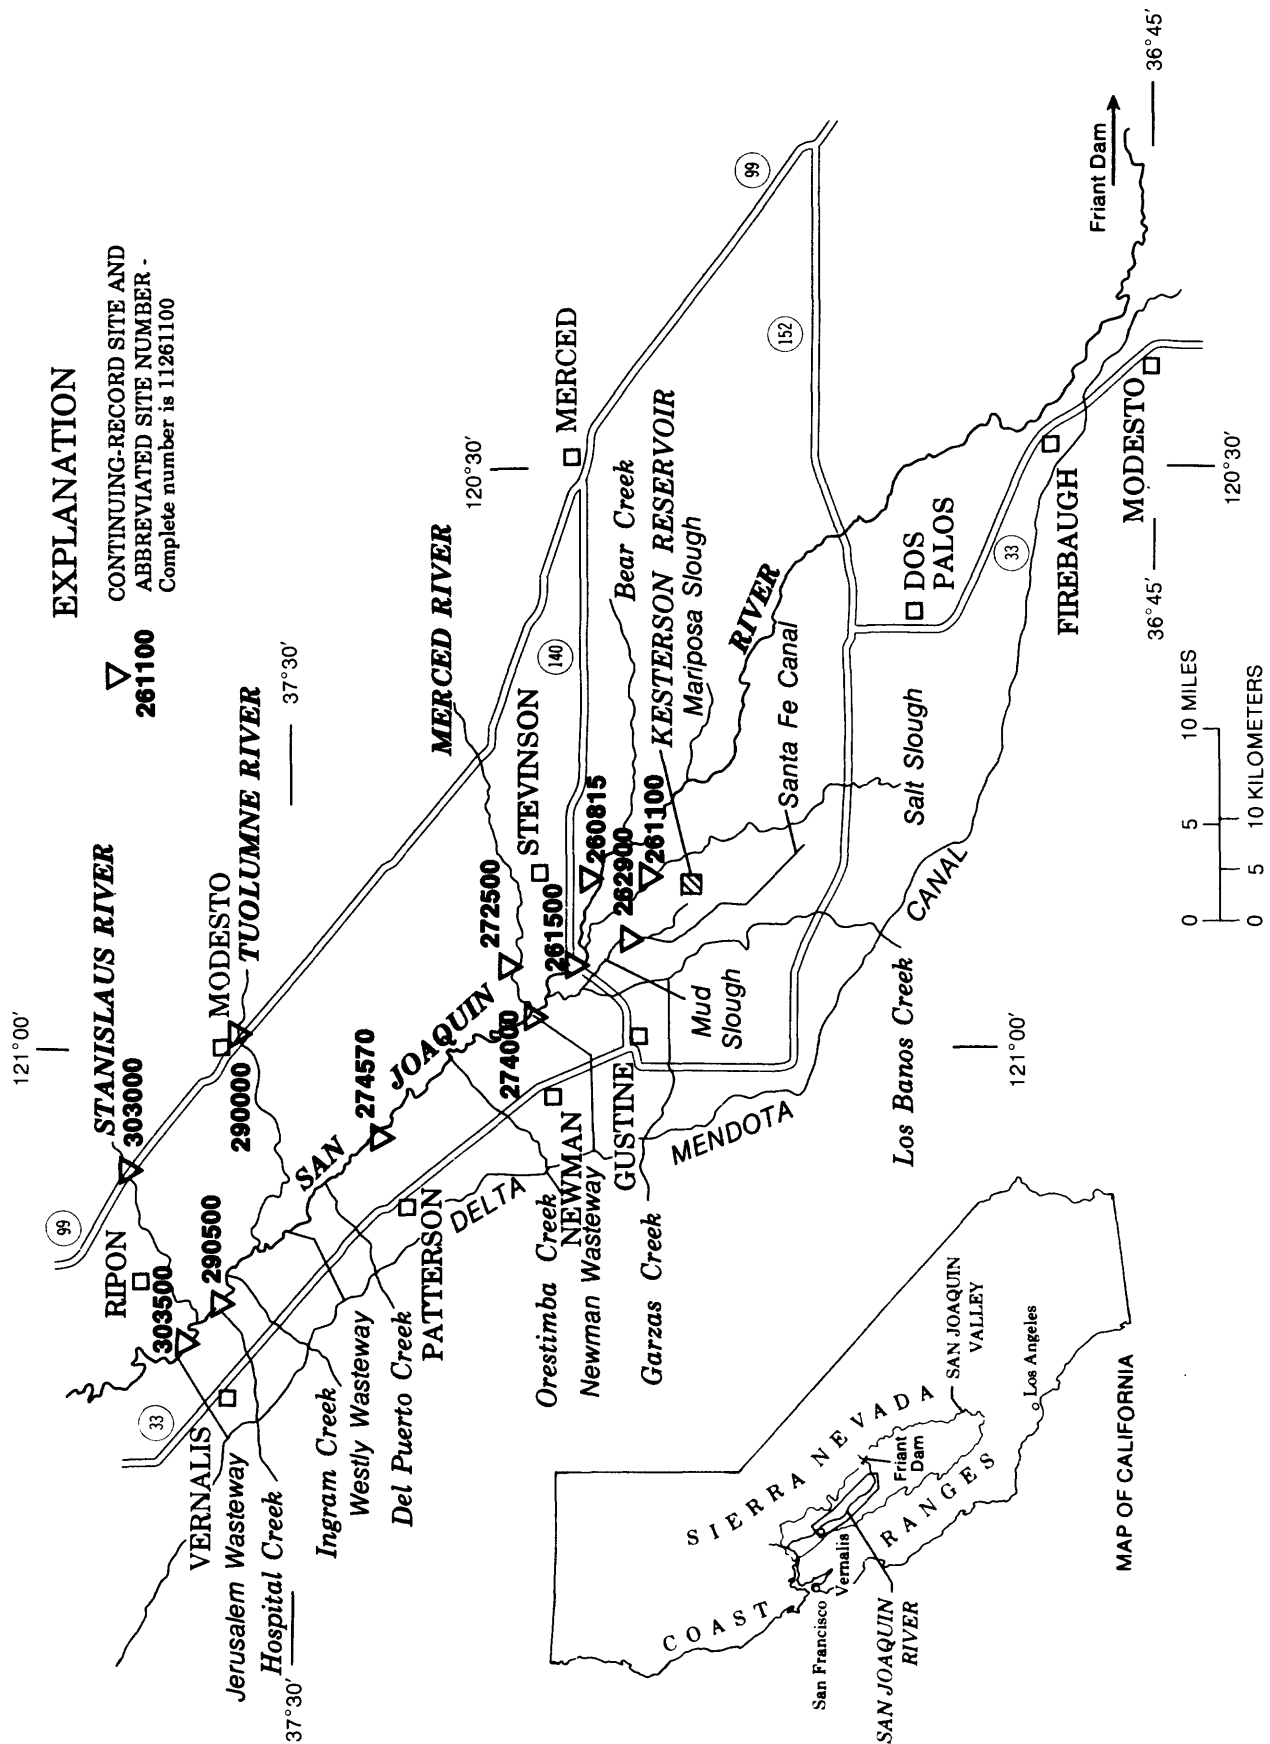 EXPLANATION
261100
CONTINUING-RECORD SITE AND
ABBREVIATED SITE NUMBER -
Complete number is 11261100
121°00'
120°30'
37°30'
36°45'
99
STANISLAUS RIVER
303000
RIPON
MODESTO
TUOLUMNE RIVER
290000
303500
290500
33
VERNALIS
Jerusalem Wasteway
Hospital Creek
37°30'
Ingram Creek
Westly Wasteway
Del Puerto Creek
PATTERSON
SAN
JOAQUIN
RIVER
274570
MERCED RIVER
272500
274000
261500
STEVINSON
140
MERCED
99
260815
262900
261100
Bear Creek
KESTERSON RESERVOIR
Mariposa Slough
Santa Fe Canal
Salt Slough
152
DELTA
MENDOTA
CANAL
Orestimba Creek
NEWMAN
Newman Wasteway
GUSTINE
Garzas Creek
Mud
Slough
Los Banos Creek
DOS
PALOS
33
FIREBAUGH
MODESTO
Friant Dam
36°45'
121°00'
120°30'
0 5 10 MILES
0 5 10 KILOMETERS
COAST
RANGES
SIERRA NEVADA
San Francisco
Vernalis
Friant
Dam
SAN JOAQUIN
RIVER
SAN JOAQUIN
VALLEY
Los Angeles
MAP OF CALIFORNIA